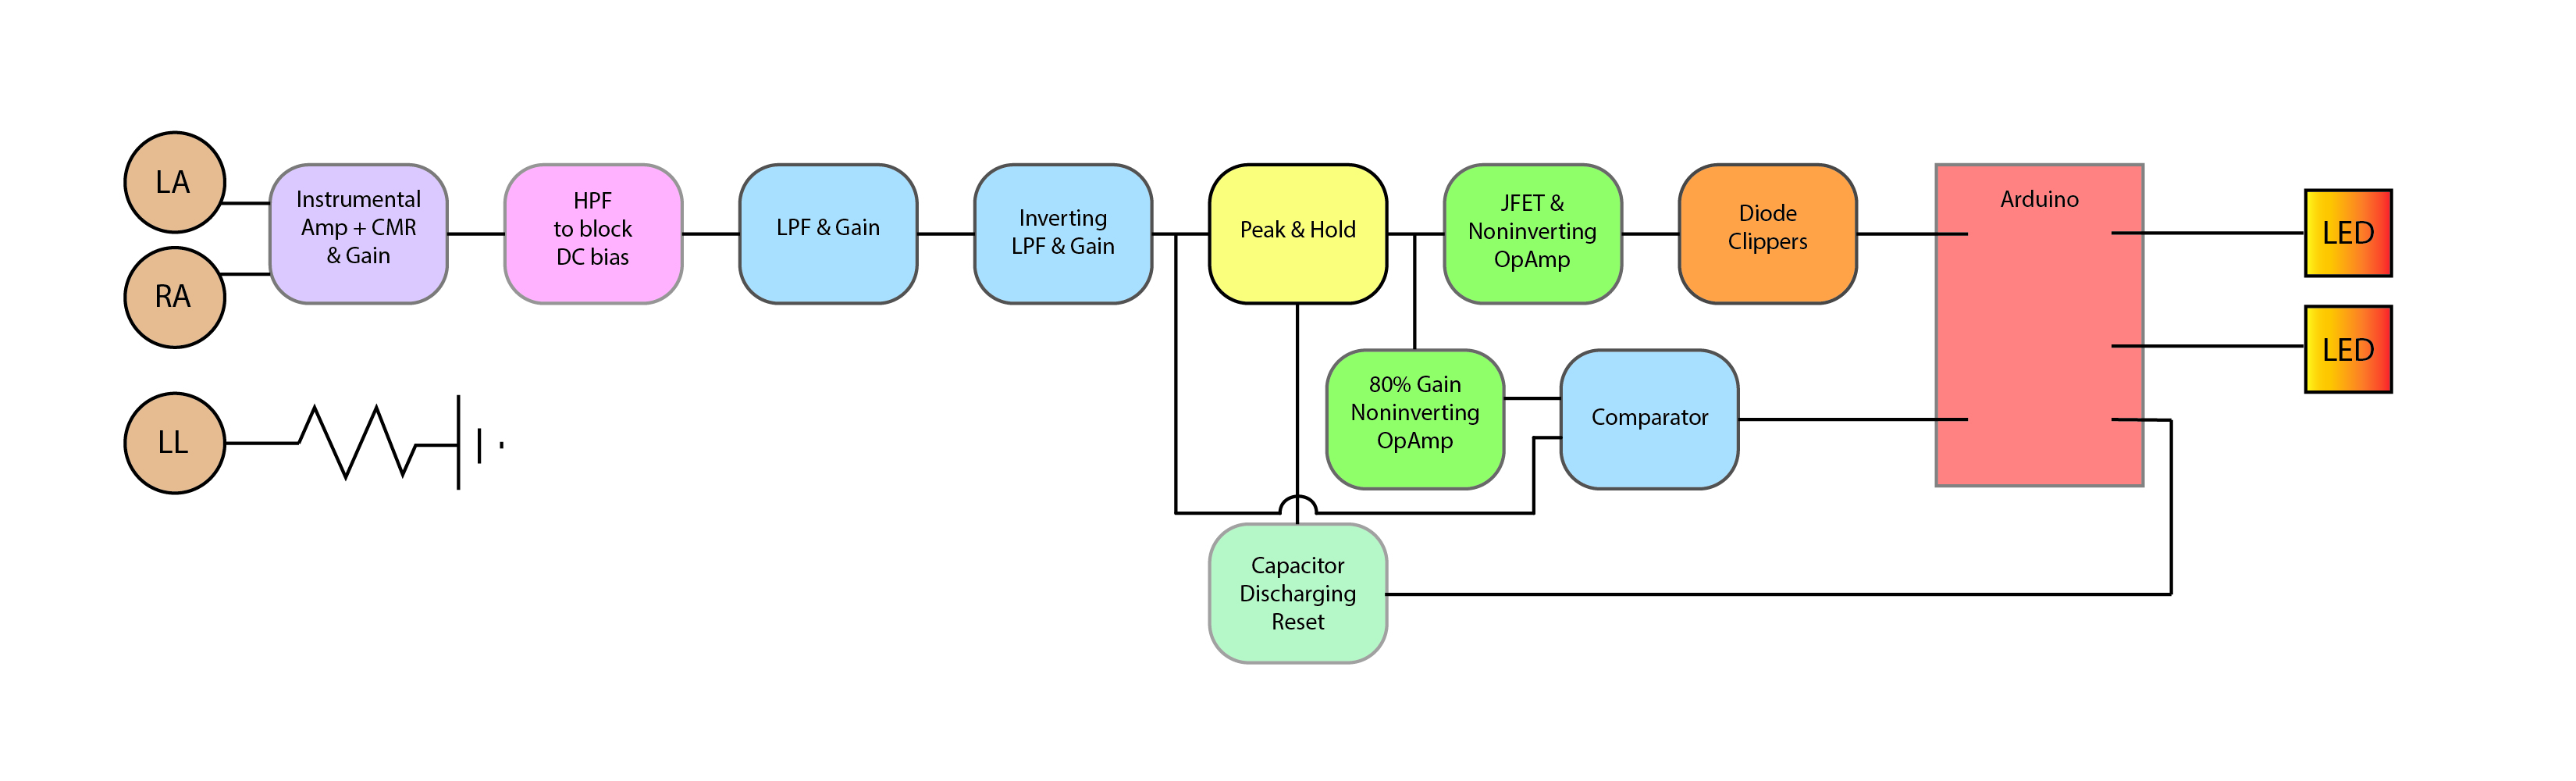 LA
RA
LL
Instrumental
Amp + CMR
& Gain
HPF
to block
DC bias
LPF & Gain
Inverting
LPF & Gain
Peak & Hold
JFET &
Noninverting
OpAmp
Diode
Clippers
Arduino
LED
LED
80% Gain
Noninverting
OpAmp
Comparator
Capacitor
Discharging
Reset